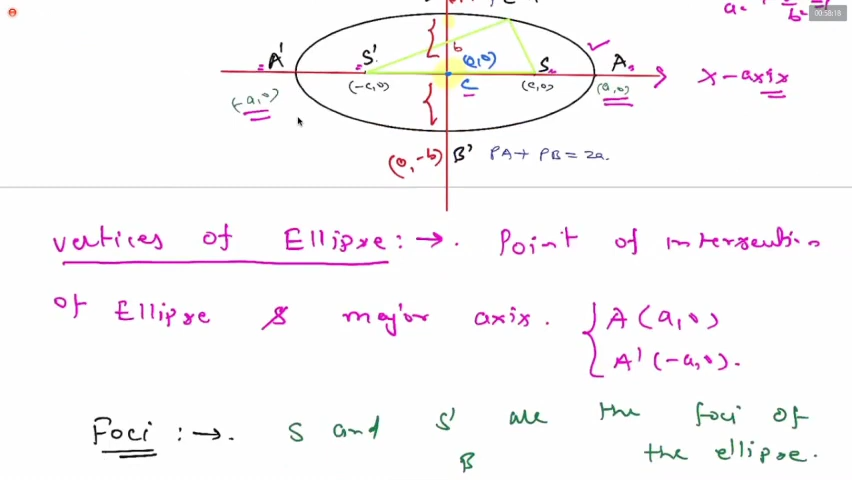 00:58:18
A' S' b (0,0) S A
(-a,0) (-c,0) C (c,0) (a,0) X-axis
(0,-b) B' PA+ PB = 2a.
vertices of Ellipse: →. Point of intersection
of Ellipse & major axis. { A(a,0)
A'(-a,0).
Foci :→. S and S' are the foci of
B the ellipse.